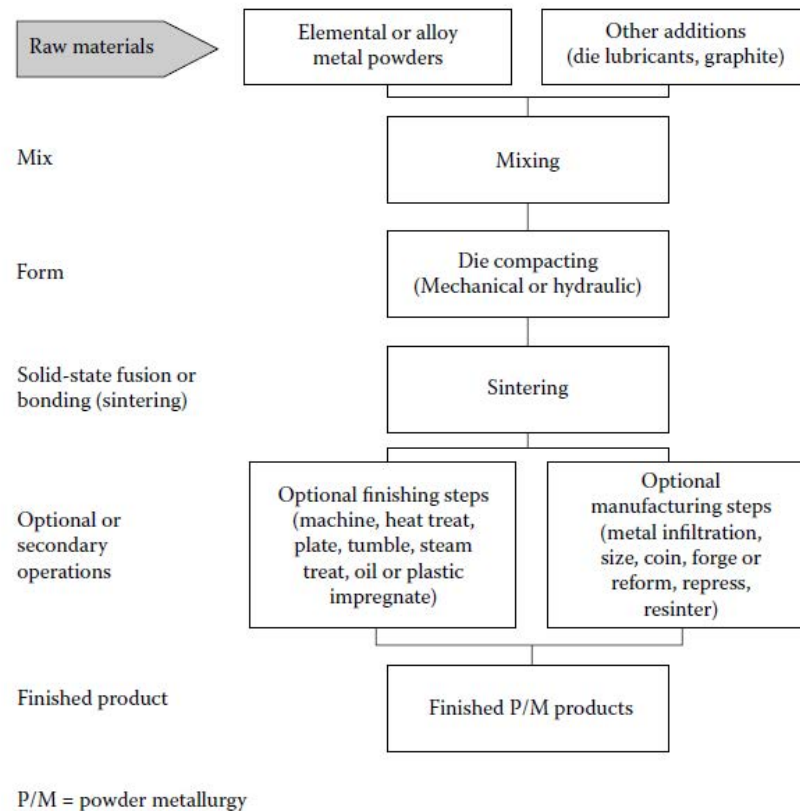 Raw materials
Elemental or alloy
metal powders
Other additions
(die lubricants, graphite)
Mix
Mixing
Form
Die compacting
(Mechanical or hydraulic)
Solid-state fusion or
bonding (sintering)
Sintering
Optional or
secondary
operations
Optional finishing steps
(machine, heat treat,
plate, tumble, steam
treat, oil or plastic
impregnate)
Optional
manufacturing steps
(metal infiltration,
size, coin, forge or
reform, repress,
resinter)
Finished product
Finished P/M products
P/M = powder metallurgy